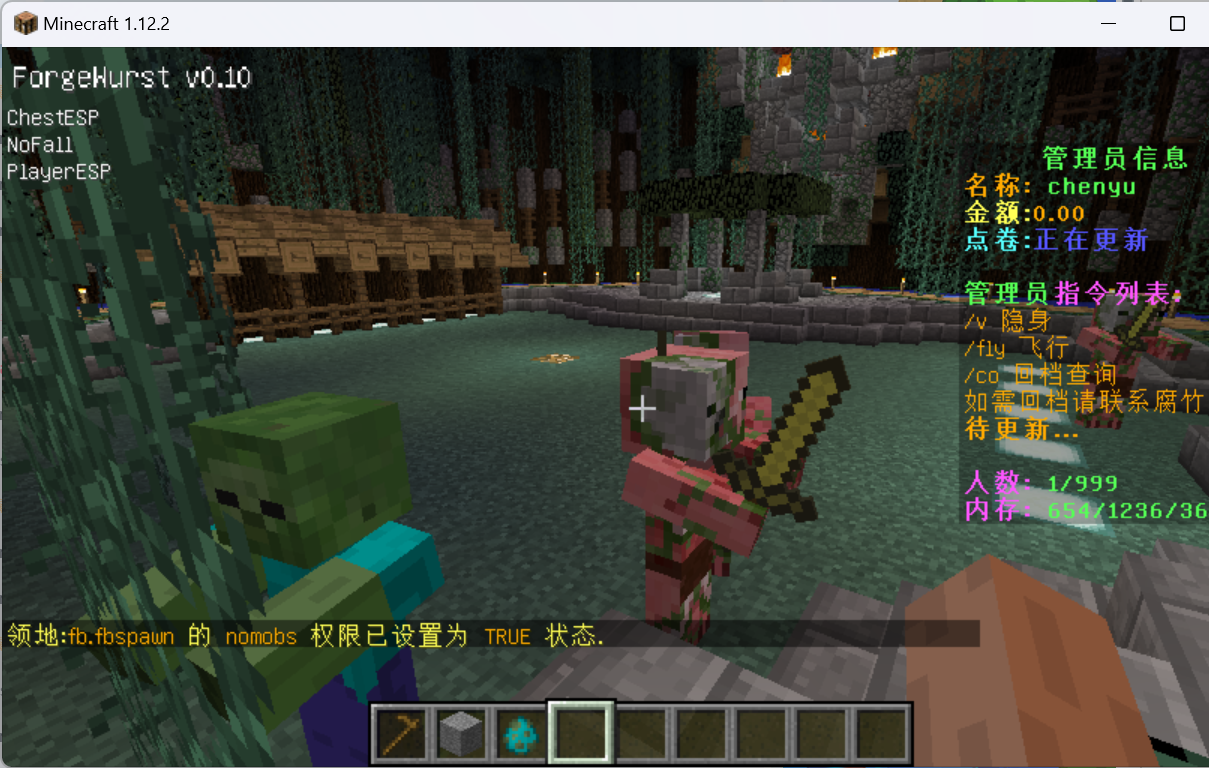 Minecraft 1.12.2
ForgeWurst v0.10
ChestESP
NoFall
PlayerESP
管理员信息
名称: chenyu
金额:0.00
点卷:正在更新
管理员指令列表:
/v 隐身
/fly 飞行
/co 回档查询
如需回档请联系腐竹
待更新...
人数: 1/999
内存: 654/1236/36
领地:fb.fbspawn 的 nomobs 权限已设置为 TRUE 状态.